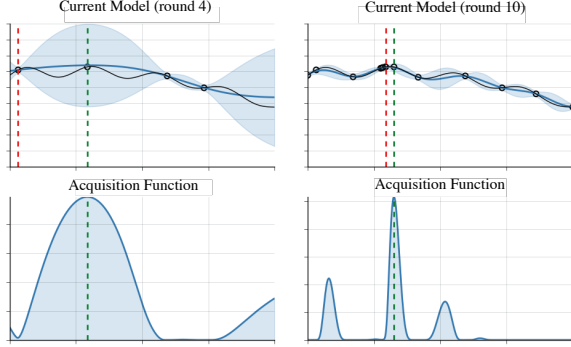 Current Model (round 4)
Current Model (round 10)
Acquisition Function
Acquisition Function